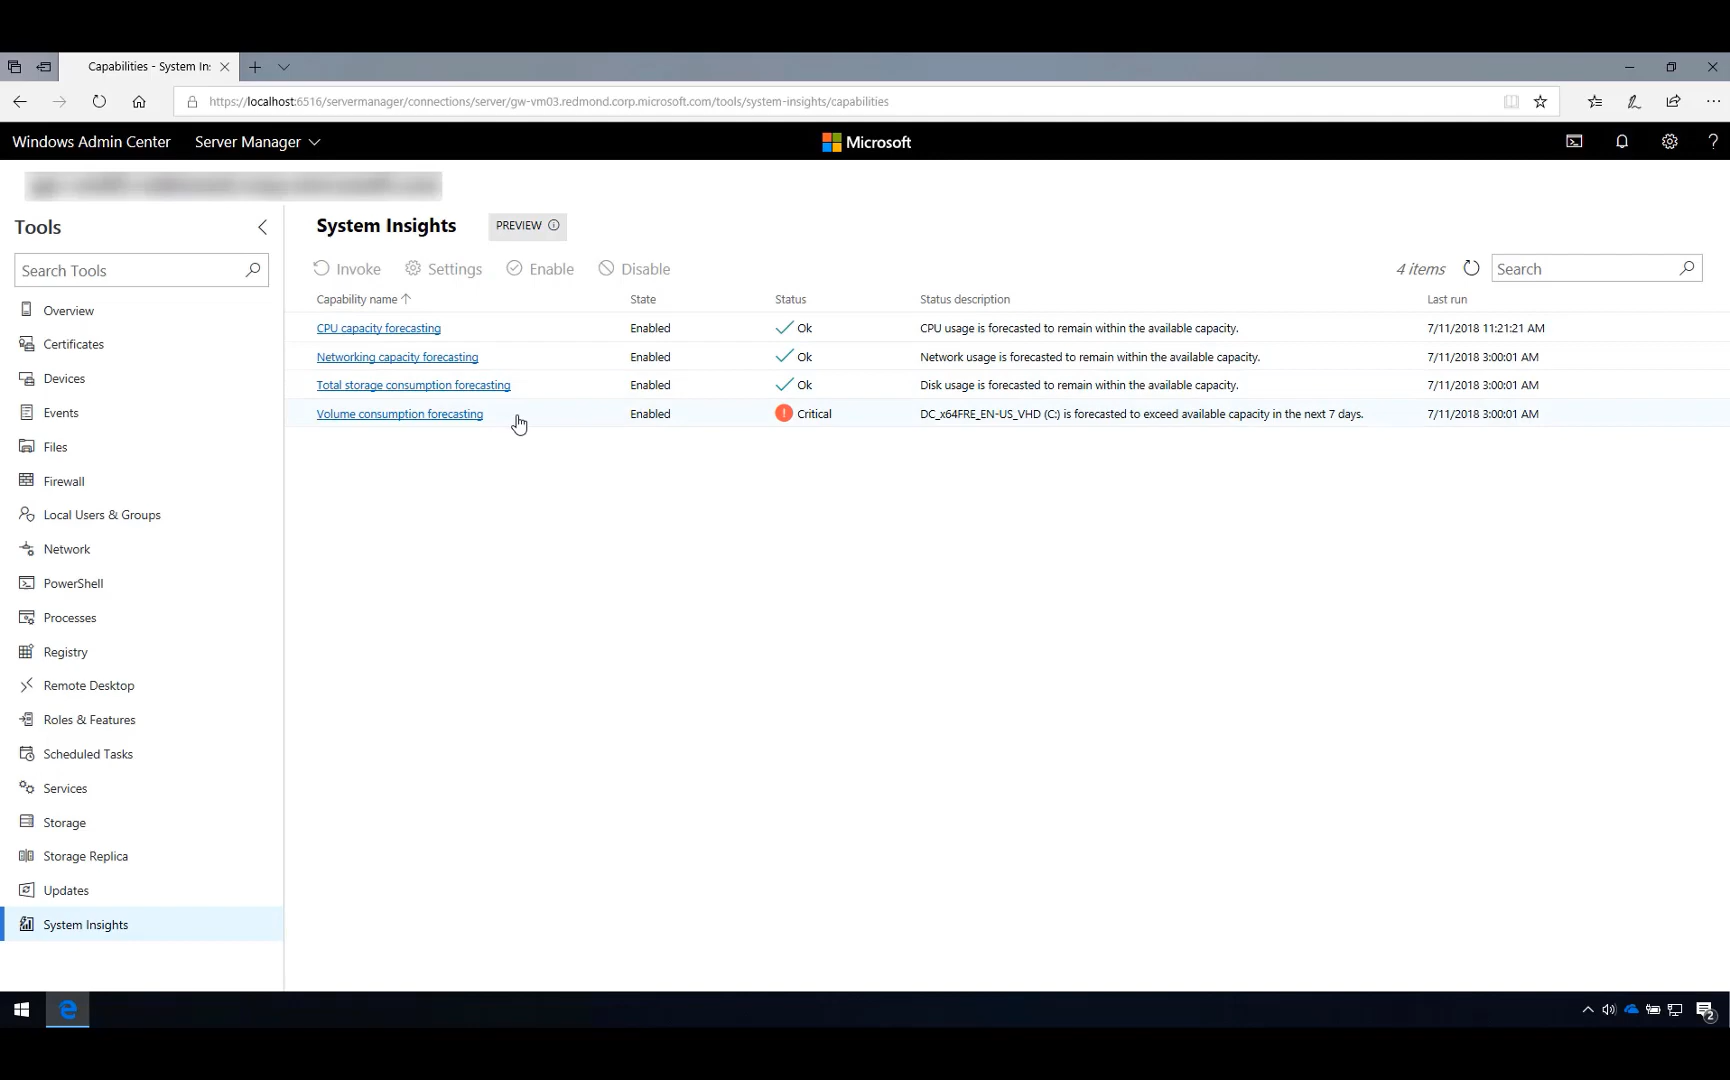 Capabilities - System In:
https://localhost:6516/servermanager/connections/server/gw-vm03.redmond.corp.microsoft.com/tools/system-insights/capabilities
Windows Admin Center Server Manager Microsoft ?
Tools
Search Tools
Overview
Certificates
Devices
Events
Files
Firewall
Local Users & Groups
Network
PowerShell
Processes
Registry
Remote Desktop
Roles & Features
Scheduled Tasks
Services
Storage
Storage Replica
Updates
System Insights
System Insights PREVIEW
Invoke Settings Enable Disable 4 items Search
Capability name State Status Status description Last run
CPU capacity forecasting Enabled Ok CPU usage is forecasted to remain within the available capacity. 7/11/2018 11:21:21 AM
Networking capacity forecasting Enabled Ok Network usage is forecasted to remain within the available capacity. 7/11/2018 3:00:01 AM
Total storage consumption forecasting Enabled Ok Disk usage is forecasted to remain within the available capacity. 7/11/2018 3:00:01 AM
Volume consumption forecasting Enabled Critical DC_x64FRE_EN-US_VHD (C:) is forecasted to exceed available capacity in the next 7 days. 7/11/2018 3:00:01 AM
2